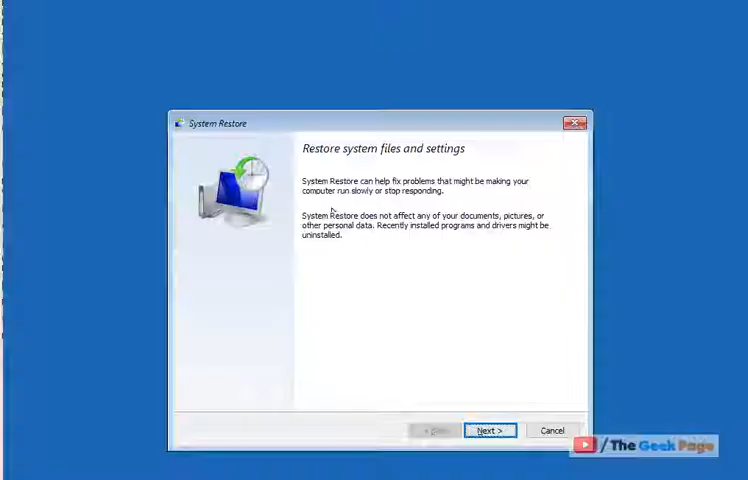 System Restore
Restore system files and settings
System Restore can help fix problems that might be making your
computer run slowly or stop responding.
System Restore does not affect any of your documents, pictures, or
other personal data. Recently installed programs and drivers might be
uninstalled.
Next >
Cancel
/ The Geek Page